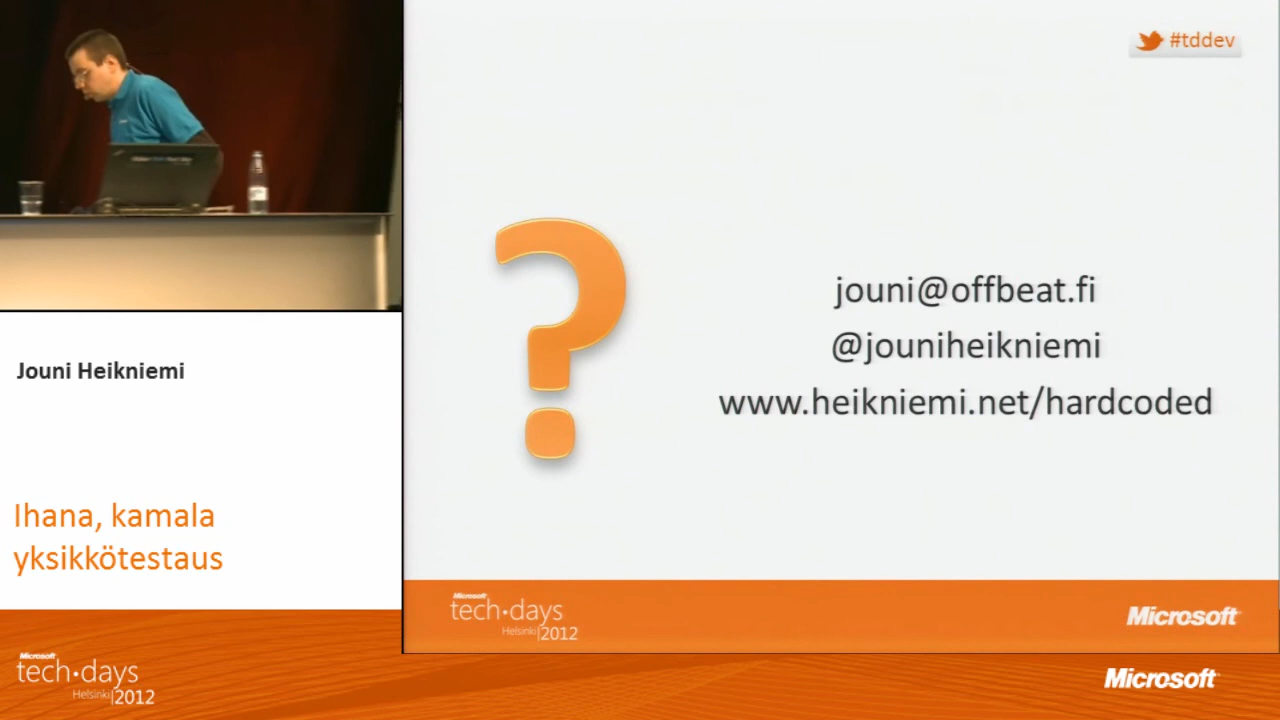 #tddev
?
jouni@offbeat.fi
@jouniheikniemi
www.heikniemi.net/hardcoded
Jouni Heikniemi
Ihana, kamala
yksikkötestaus
Microsoft
tech·days
Helsinki|2012
Microsoft
Microsoft
tech·days
Helsinki|2012
Microsoft